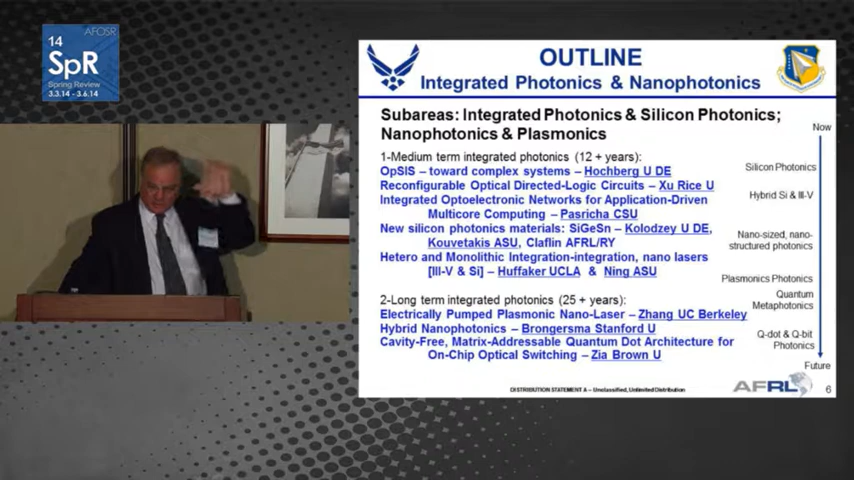 AFOSR
14
SpR
Spring Review
3.3.14 - 3.6.14
OUTLINE
Integrated Photonics & Nanophotonics
Subareas: Integrated Photonics & Silicon Photonics;
Nanophotonics & Plasmonics
1-Medium term integrated photonics (12 + years):
OpSIS – toward complex systems – Hochberg U DE
Reconfigurable Optical Directed-Logic Circuits – Xu Rice U
Integrated Optoelectronic Networks for Application-Driven
Multicore Computing – Pasricha CSU
New silicon photonics materials: SiGeSn – Kolodzey U DE,
Kouvetakis ASU, Claflin AFRL/RY
Hetero and Monolithic Integration-integration, nano lasers
[III-V & Si] – Huffaker UCLA & Ning ASU
2-Long term integrated photonics (25 + years):
Electrically Pumped Plasmonic Nano-Laser – Zhang UC Berkeley
Hybrid Nanophotonics – Brongersma Stanford U
Cavity-Free, Matrix-Addressable Quantum Dot Architecture for
On-Chip Optical Switching – Zia Brown U
Now
Silicon Photonics
Hybrid Si & III-V
Nano-sized, nano-
structured photonics
Plasmonics Photonics
Quantum
Metaphotonics
Q-dot & Q-bit
Photonics
Future
DISTRIBUTION STATEMENT A – Unclassified, Unlimited Distribution
AFRL
6